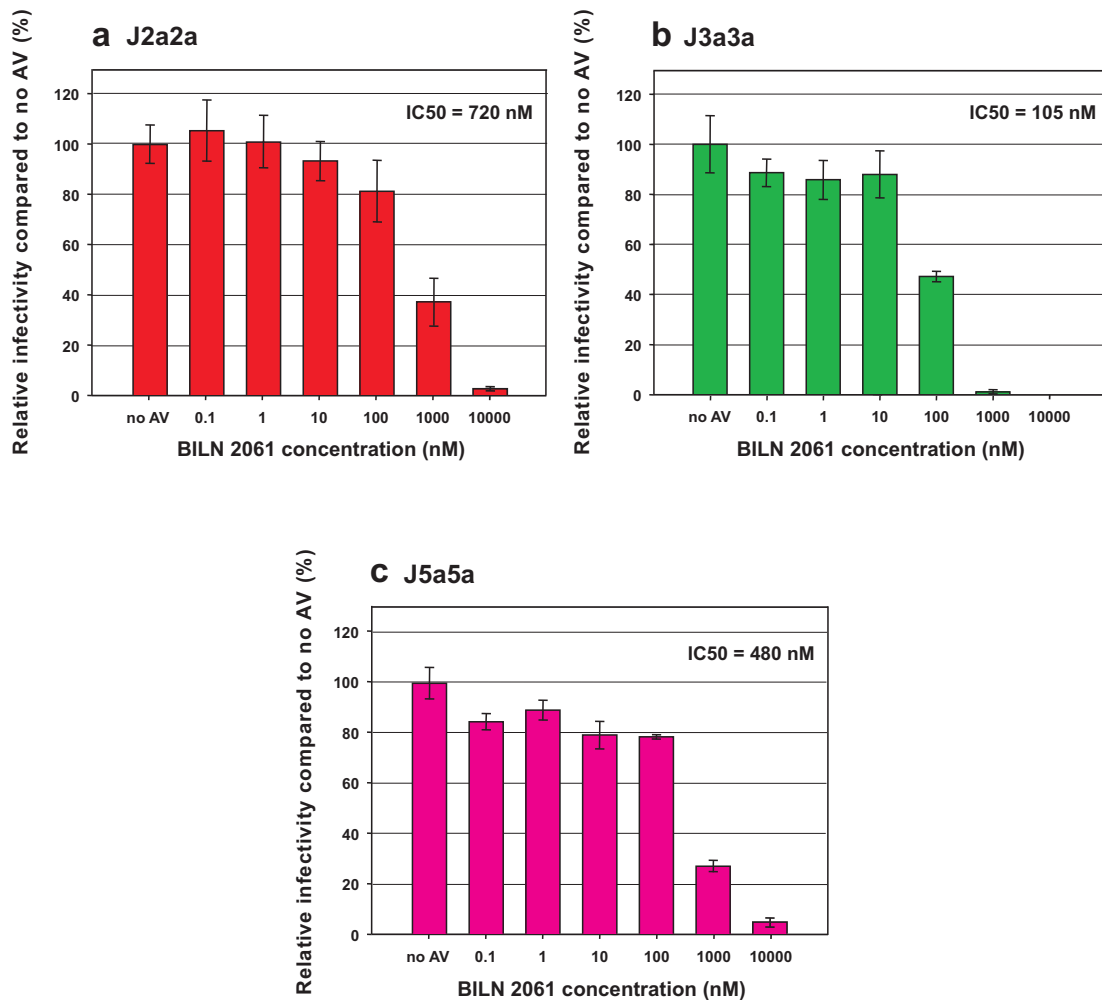 a J2a2a
Relative infectivity compared to no AV (%)
120
100
80
60
40
20
0
IC50 = 720 nM
no AV 0.1 1 10 100 1000 10000
BILN 2061 concentration (nM)
b J3a3a
Relative infectivity compared to no AV (%)
120
100
80
60
40
20
0
IC50 = 105 nM
no AV 0.1 1 10 100 1000 10000
BILN 2061 concentration (nM)
c J5a5a
Relative infectivity compared to no AV (%)
120
100
80
60
40
20
0
IC50 = 480 nM
no AV 0.1 1 10 100 1000 10000
BILN 2061 concentration (nM)